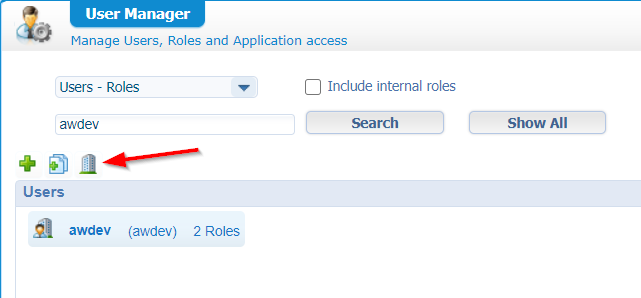 User Manager
Manage Users, Roles and Application access
Users - Roles
Include internal roles
awdev
Search
Show All
Users
awdev (awdev) 2 Roles